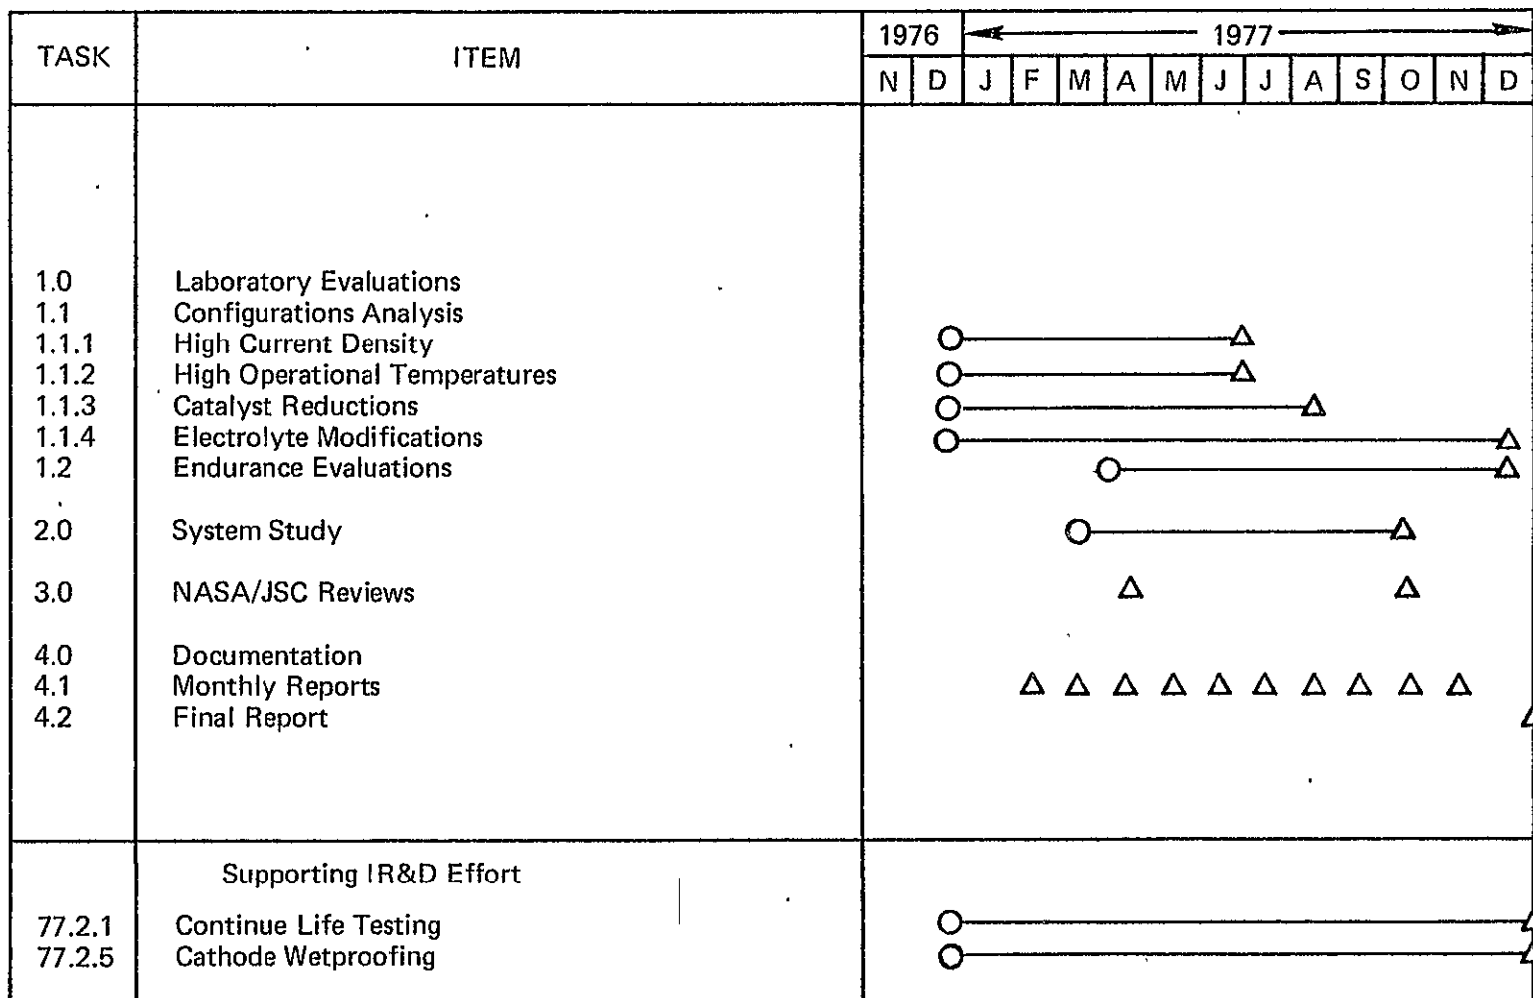 TASK ITEM 1976 1977
N D J F M A M J J A S O N D
1.0 Laboratory Evaluations
1.1 Configurations Analysis
1.1.1 High Current Density
1.1.2 High Operational Temperatures
1.1.3 Catalyst Reductions
1.1.4 Electrolyte Modifications
1.2 Endurance Evaluations
2.0 System Study
3.0 NASA/JSC Reviews
4.0 Documentation
4.1 Monthly Reports
4.2 Final Report
Supporting IR&D Effort
77.2.1 Continue Life Testing
77.2.5 Cathode Wetproofing